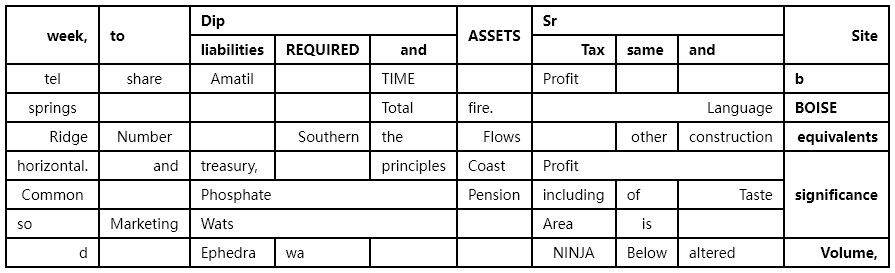 week, to Dip ASSETS Sr Site
liabilities REQUIRED and Tax same and
tel share Amatil TIME Profit b
springs Total fire. Language BOISE
Ridge Number Southern the Flows other construction equivalents
horizontal. and treasury, principles Coast Profit significance
Common Phosphate Pension including of Taste
so Marketing Wats Area is
d Ephedra wa NINJA Below altered Volume,